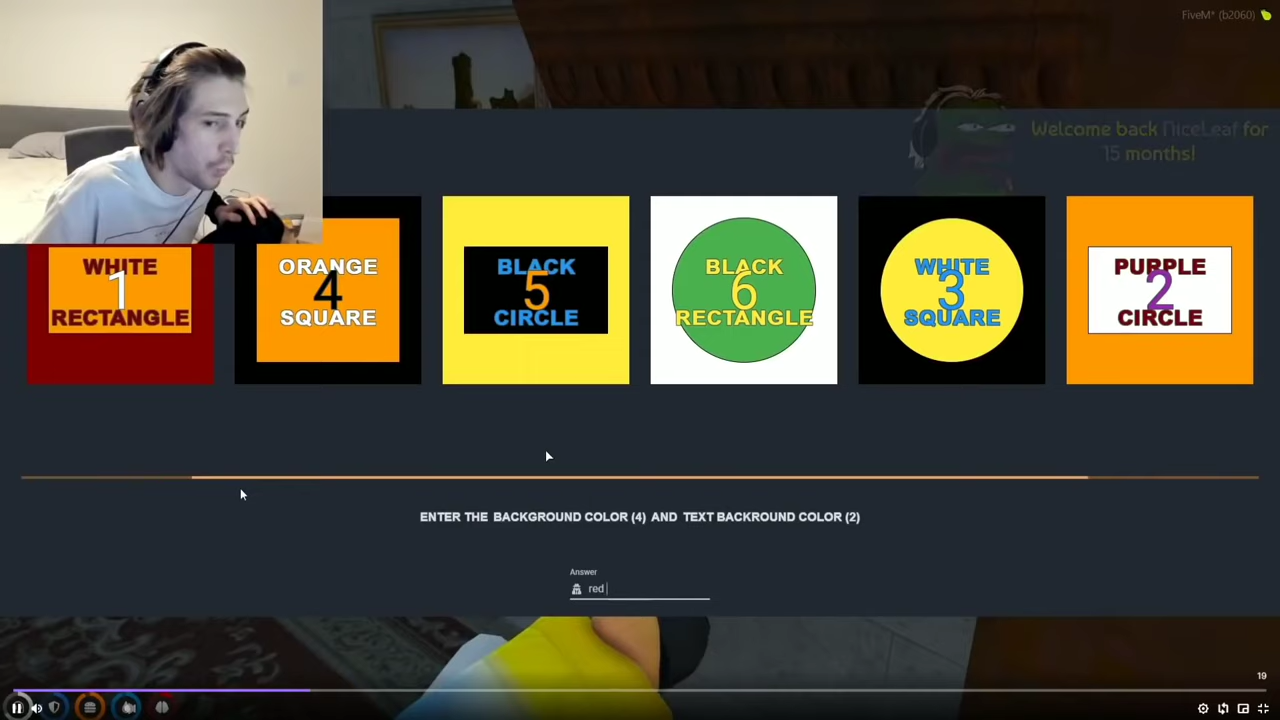 FiveM* (b2060)
Welcome back NiceLeaf for
15 months!
WHITE
1
RECTANGLE
ORANGE
4
SQUARE
BLACK
5
CIRCLE
BLACK
6
RECTANGLE
WHITE
3
SQUARE
PURPLE
2
CIRCLE
ENTER THE BACKGROUND COLOR (4) AND TEXT BACKROUND COLOR (2)
Answer
red
19